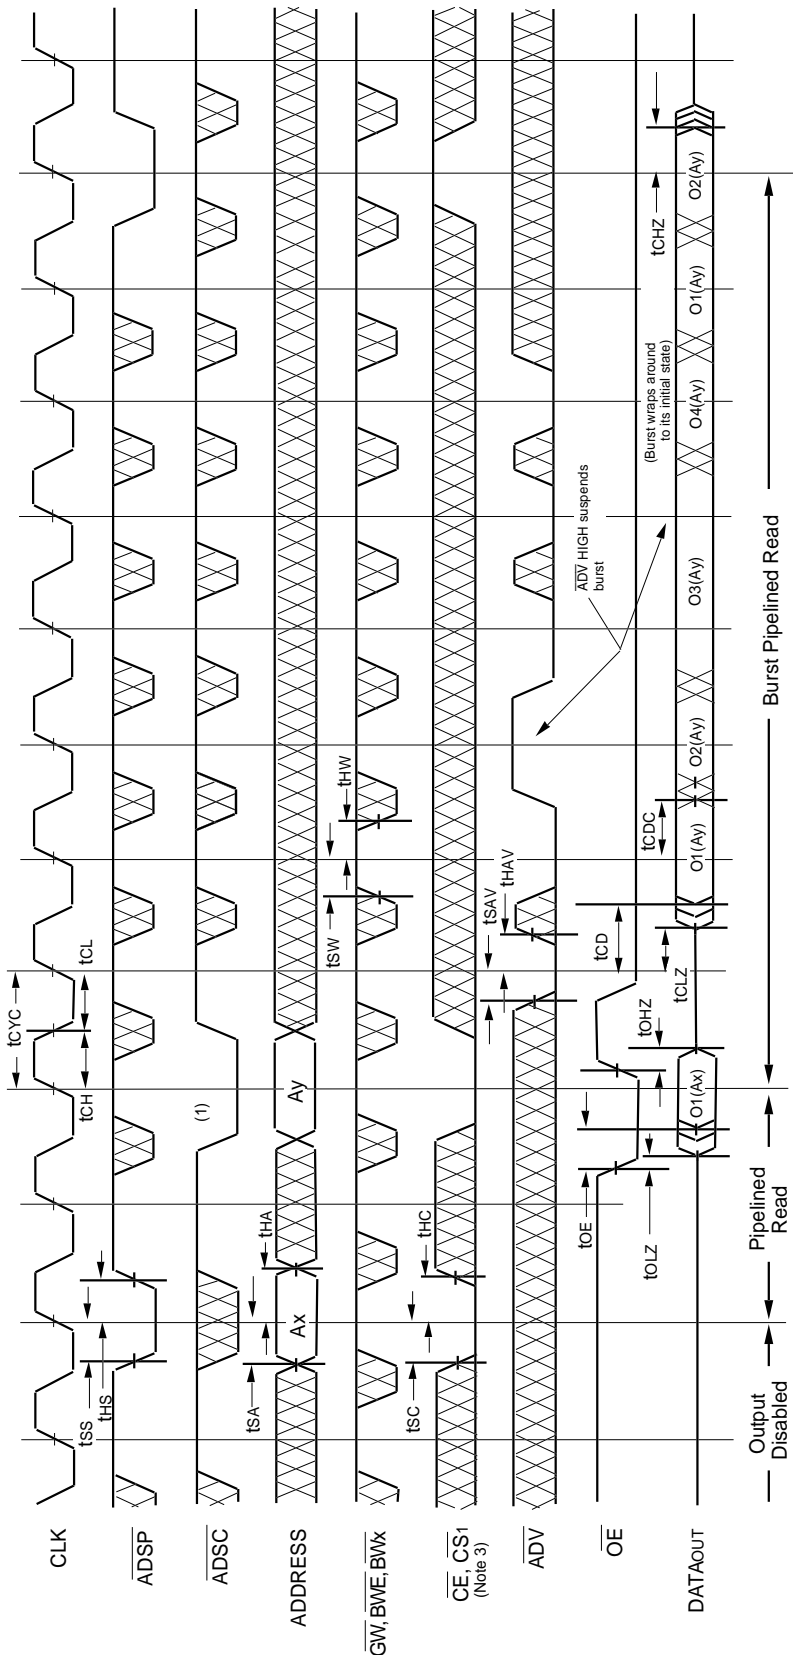 CLK
tCYC
tCH
tCL
ADSP
tSS
tHS
ADSC
(1)
ADDRESS
Ax
Ay
tSA
tHA
GW, BWE, BWx
tSW
tHW
CE, CS1
(Note 3)
tSC
tHC
ADV
tSAV
tHAV
ADV HIGH suspends
burst
OE
tOE
tOHZ
tOLZ
tCD
tCLZ
tCDC
tCHZ
(Burst wraps around
to its initial state)
DATAOUT
O1(Ax)
O1(Ay)
O2(Ay)
O3(Ay)
O4(Ay)
O1(Ay)
O2(Ay)
Output
Disabled
Pipelined
Read
Burst Pipelined Read